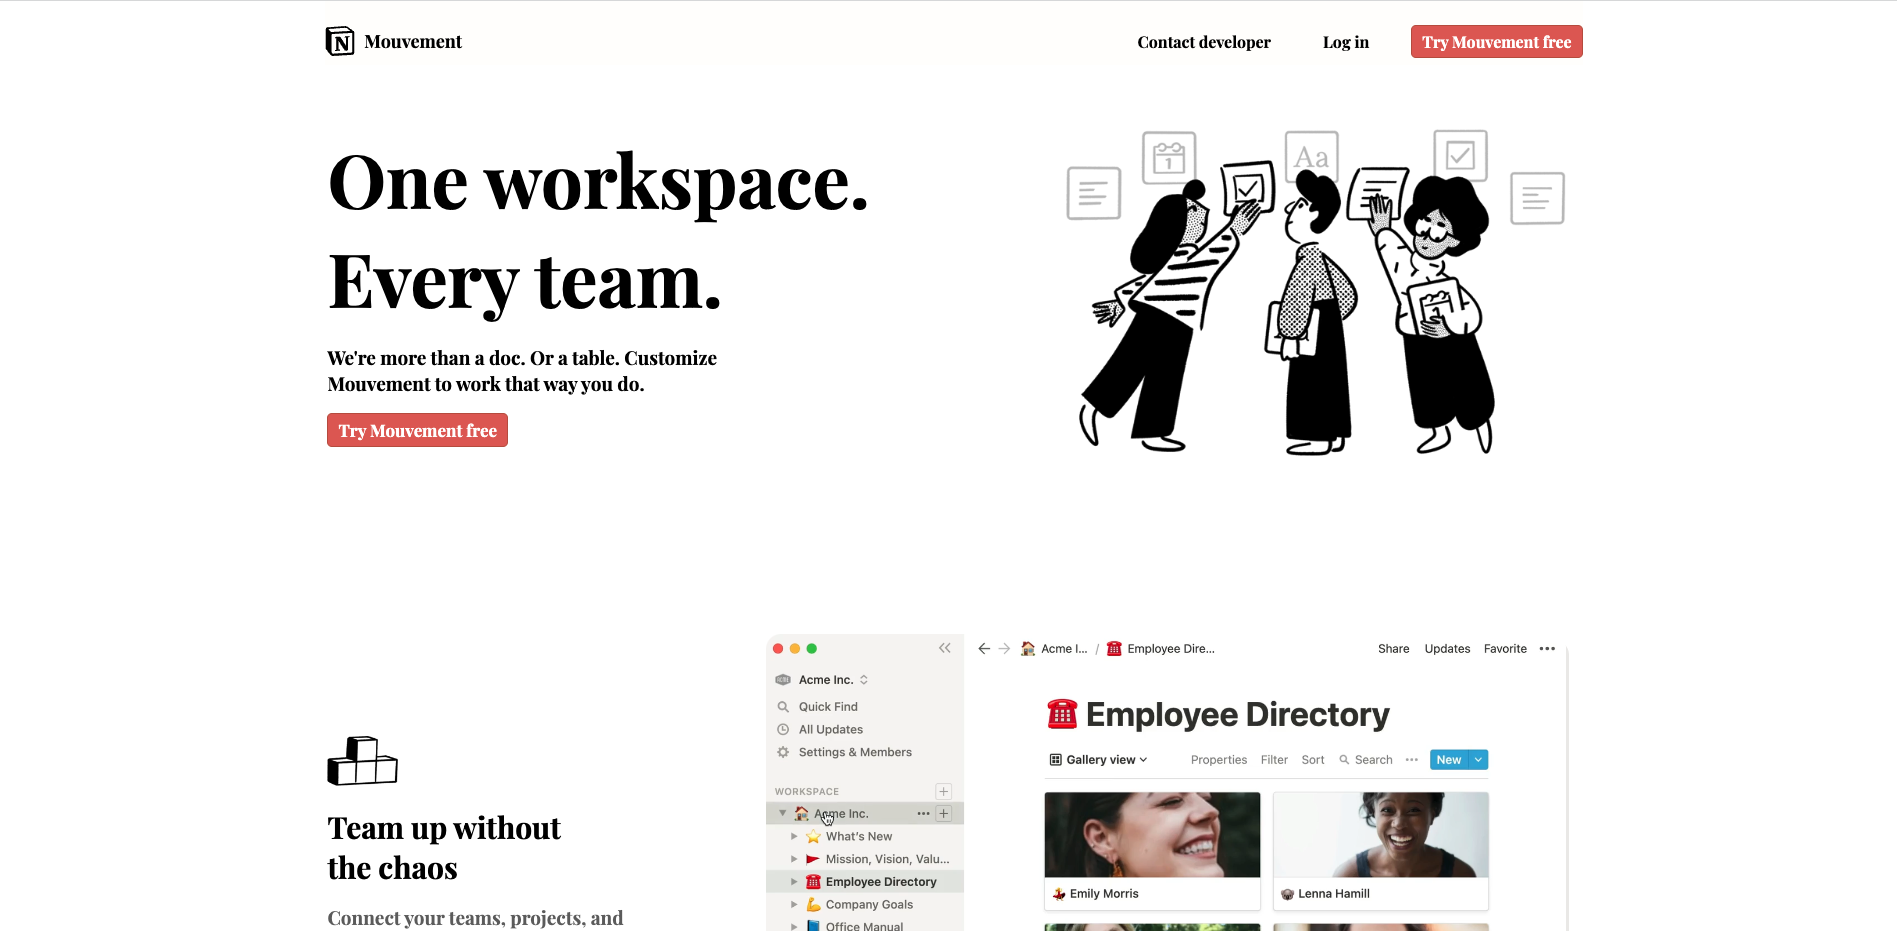 N Mouvement
Contact developer
Log in
Try Mouvement free
One workspace.
Every team.
We're more than a doc. Or a table. Customize
Mouvement to work that way you do.
Try Mouvement free
1
Aa
Team up without
the chaos
Connect your teams, projects, and
Acme Inc.
Quick Find
All Updates
Settings & Members
WORKSPACE
Acme Inc.
What's New
Mission, Vision, Valu...
Employee Directory
Company Goals
Office Manual
Acme I... / Employee Dire...
Share Updates Favorite
Employee Directory
Gallery view
Properties Filter Sort Search
New
Emily Morris
Lenna Hamill